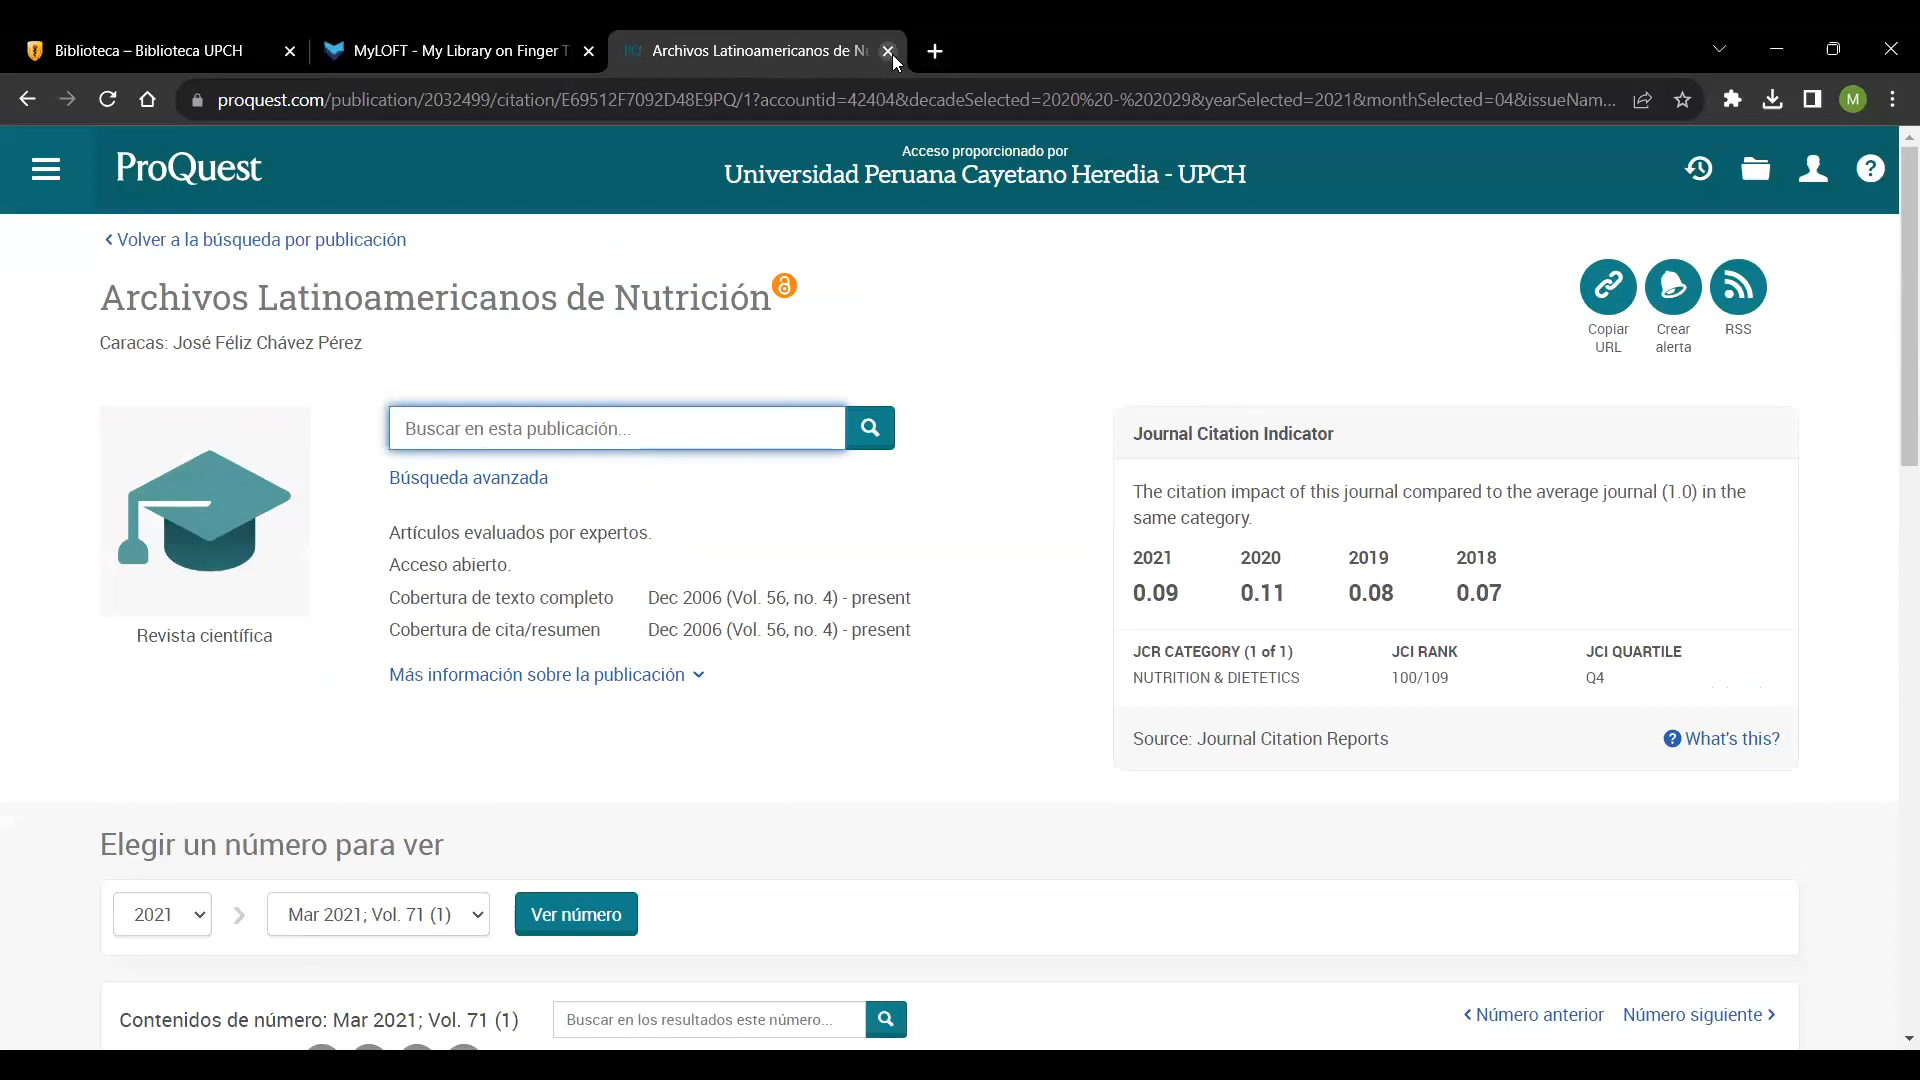 Biblioteca – Biblioteca UPCH
MyLOFT - My Library on Finger T
Archivos Latinoamericanos de Nu
proquest.com/publication/2032499/citation/E69512F7092D48E9PQ/1?accountid=42404&decadeSelected=2020%20-%202029&yearSelected=2021&monthSelected=04&issueNam...
M
ProQuest
Acceso proporcionado por
Universidad Peruana Cayetano Heredia - UPCH
Volver a la búsqueda por publicación
Archivos Latinoamericanos de Nutrición
Caracas: José Féliz Chávez Pérez
Copiar URL
Crear alerta
RSS
Buscar en esta publicación...
Búsqueda avanzada
Artículos evaluados por expertos.
Acceso abierto.
Cobertura de texto completo Dec 2006 (Vol. 56, no. 4) - present
Cobertura de cita/resumen Dec 2006 (Vol. 56, no. 4) - present
Más información sobre la publicación
Revista científica
Journal Citation Indicator
The citation impact of this journal compared to the average journal (1.0) in the
same category.
2021 2020 2019 2018
0.09 0.11 0.08 0.07
JCR CATEGORY (1 of 1) JCI RANK JCI QUARTILE
NUTRITION & DIETETICS 100/109 Q4
Source: Journal Citation Reports
What's this?
Elegir un número para ver
2021
Mar 2021; Vol. 71 (1)
Ver número
Contenidos de número: Mar 2021; Vol. 71 (1)
Buscar en los resultados este número...
Número anterior
Número siguiente